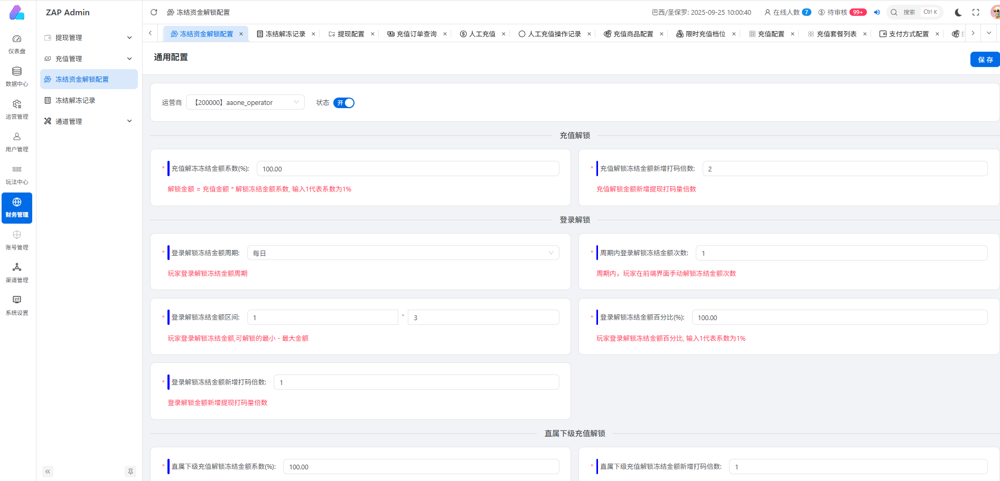 ZAP Admin
冻结资金解锁配置
巴西/圣保罗: 2025-09-25 10:00:40
在线人数 7
待审核 99+
搜索 Ctrl K
仪表盘
数据中心
运营管理
用户管理
玩法中心
财务管理
账号管理
渠道管理
系统设置
提现管理
充值管理
冻结资金解锁配置
冻结解冻记录
通道管理
冻结资金解锁配置
冻结解冻记录
提现配置
充值订单查询
人工充值
人工充值操作记录
充值商品配置
限时充值档位
充值配置
充值套餐列表
支付方式配置
通用配置
保存
运营商 【200000】aaone_operator 状态 开
充值解锁
* 充值解冻冻结金额系数(%): 100.00
解锁金额 = 充值金额 * 解锁冻结金额系数, 输入1代表系数为1%
* 充值解锁冻结金额新增打码倍数: 2
充值解锁金额新增提现打码量倍数
登录解锁
* 登录解锁冻结金额周期: 每日
玩家登录解锁冻结金额周期
* 周期内登录解锁冻结金额次数: 1
周期内，玩家在前端界面手动解锁冻结金额次数
* 登录解锁冻结金额区间: 1 - 3
玩家登录解锁冻结金额,可解锁的最小 - 最大金额
* 登录解锁冻结金额百分比(%): 100.00
玩家登录解锁冻结金额百分比, 输入1代表系数为1%
* 登录解锁冻结金额新增打码倍数: 1
登录解锁金额新增提现打码量倍数
直属下级充值解锁
* 直属下级充值解锁冻结金额系数(%): 100.00
* 直属下级充值解锁冻结金额新增打码倍数: 1